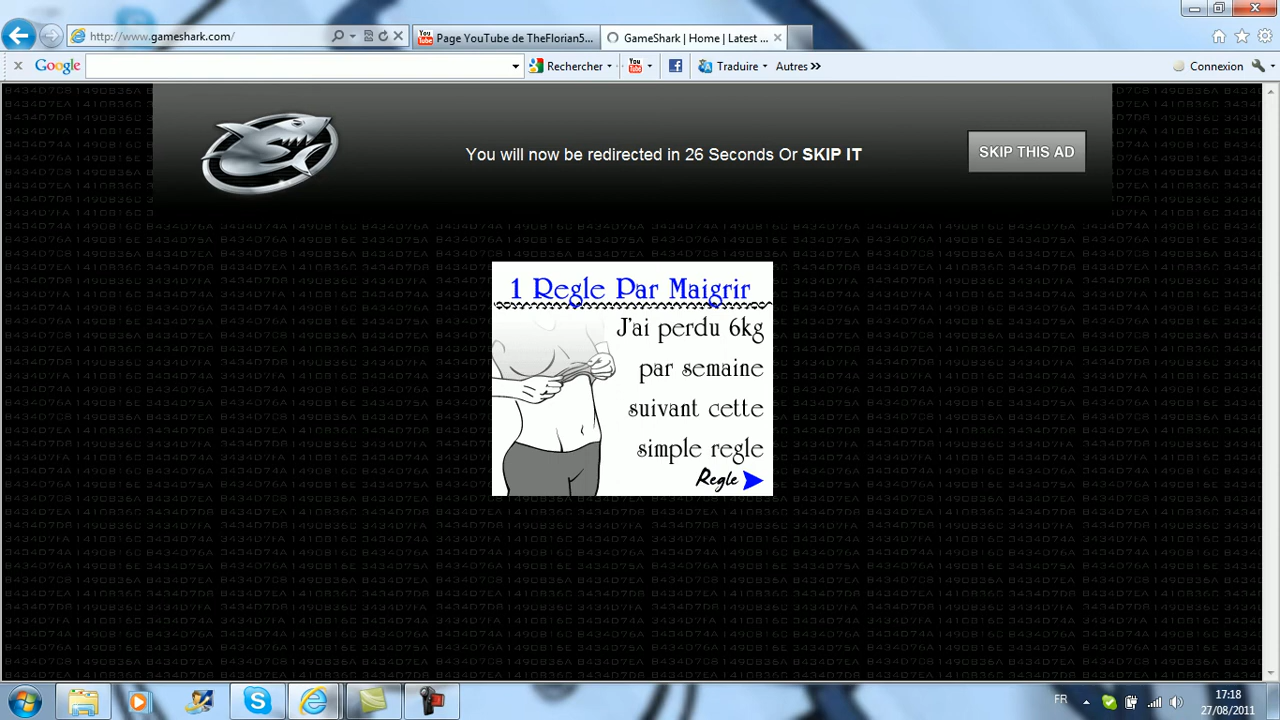 http://www.gameshark.com/
Page YouTube de TheFlorian5...
GameShark | Home | Latest ...
Google
Rechercher
Traduire
Autres »
Connexion
You will now be redirected in 26 Seconds Or SKIP IT
SKIP THIS AD
1 Regle Par Maigrir
J'ai perdu 6kg
par semaine
suivant cette
simple regle
Regle
FR
17:18
27/08/2011